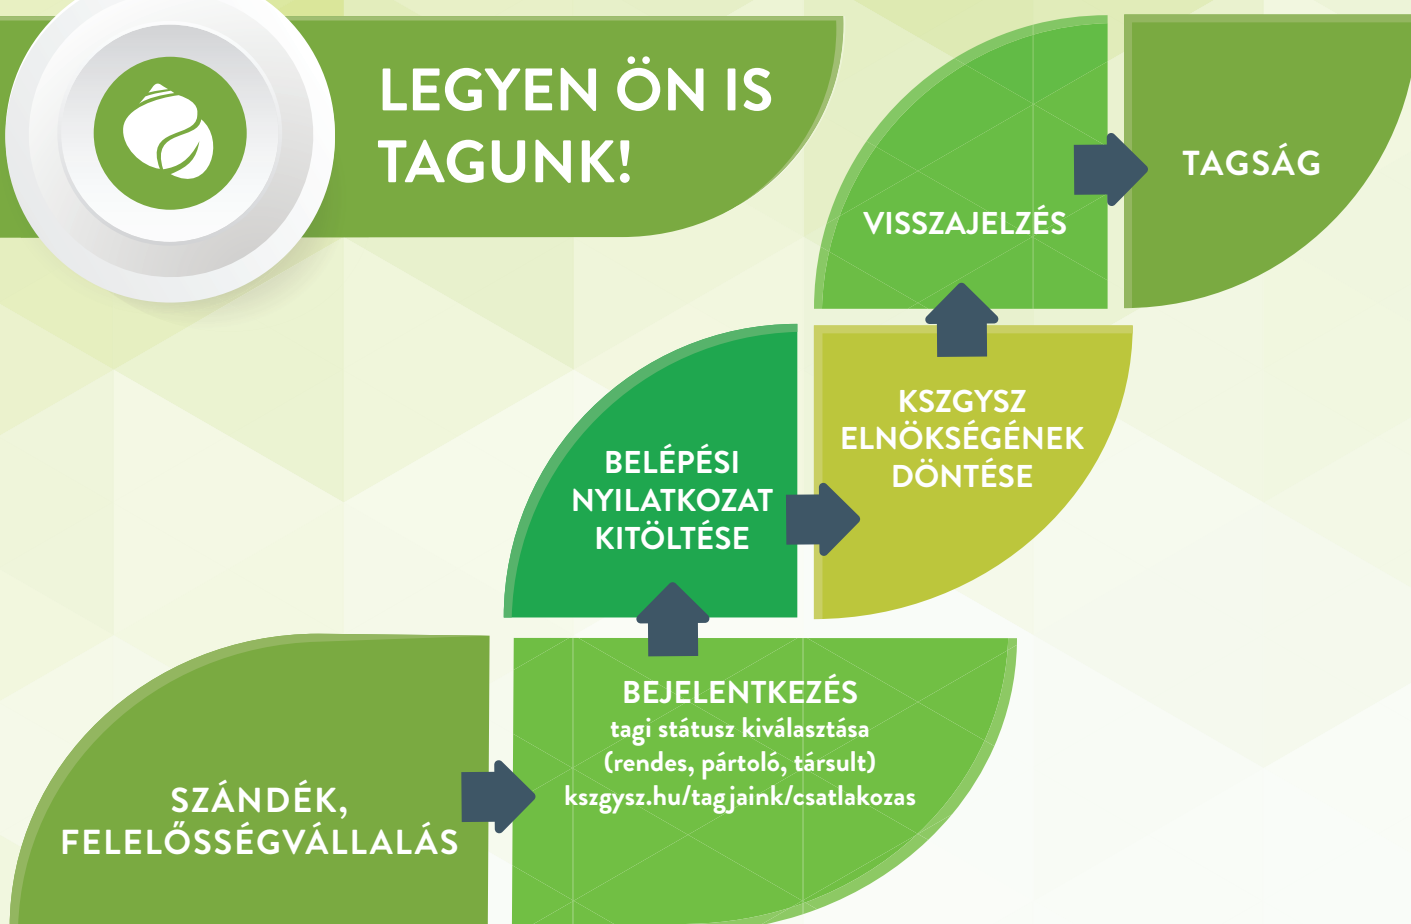 LEGYEN ÖN IS
TAGUNK!
SZÁNDÉK,
FELELŐSSÉGVÁLLALÁS
BEJELENTKEZÉS
tagi státusz kiválasztása
(rendes, pártoló, társult)
kszgysz.hu/tagjaink/csatlakozas
BELÉPÉSI
NYILATKOZAT
KITÖLTÉSE
KSZGYSZ
ELNÖKSÉGÉNEK
DÖNTÉSE
VISSZAJELZÉS
TAGSÁG